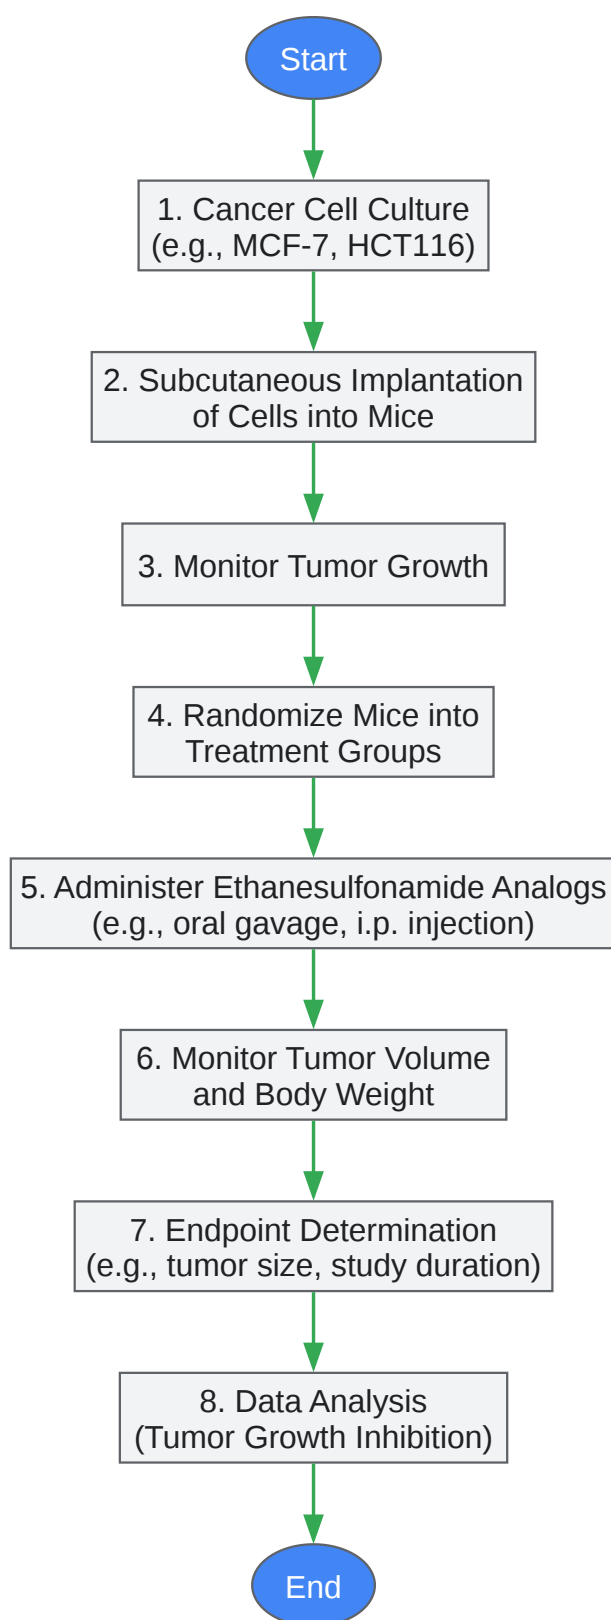 Start
1. Cancer Cell Culture
(e.g., MCF-7, HCT116)
2. Subcutaneous Implantation
of Cells into Mice
3. Monitor Tumor Growth
4. Randomize Mice into
Treatment Groups
5. Administer Ethanesulfonamide Analogs
(e.g., oral gavage, i.p. injection)
6. Monitor Tumor Volume
and Body Weight
7. Endpoint Determination
(e.g., tumor size, study duration)
8. Data Analysis
(Tumor Growth Inhibition)
End